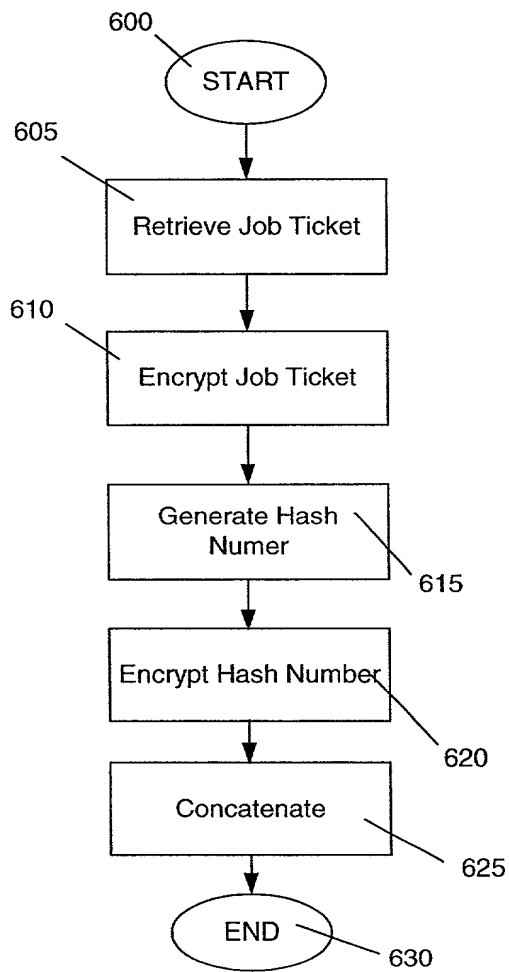 600
START
605
Retrieve Job Ticket
610
Encrypt Job Ticket
Generate Hash
Numer
615
Encrypt Hash Number
620
Concatenate
625
END
630